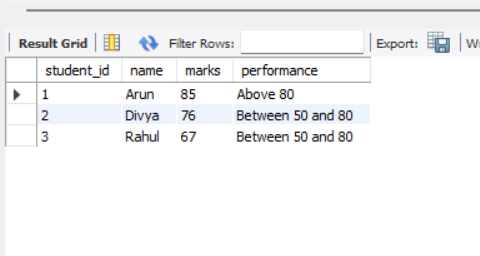 Result Grid Filter Rows: Export:
student_id name marks performance
1 Arun 85 Above 80
2 Divya 76 Between 50 and 80
3 Rahul 67 Between 50 and 80